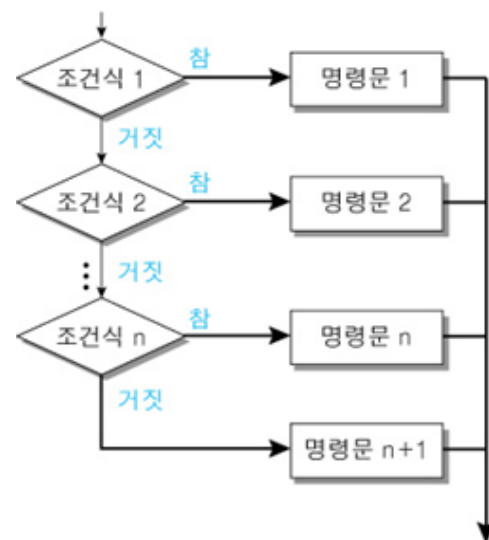 조건식 1
참
명령문 1
거짓
조건식 2
참
명령문 2
거짓
조건식 n
참
명령문 n
거짓
명령문 n+1